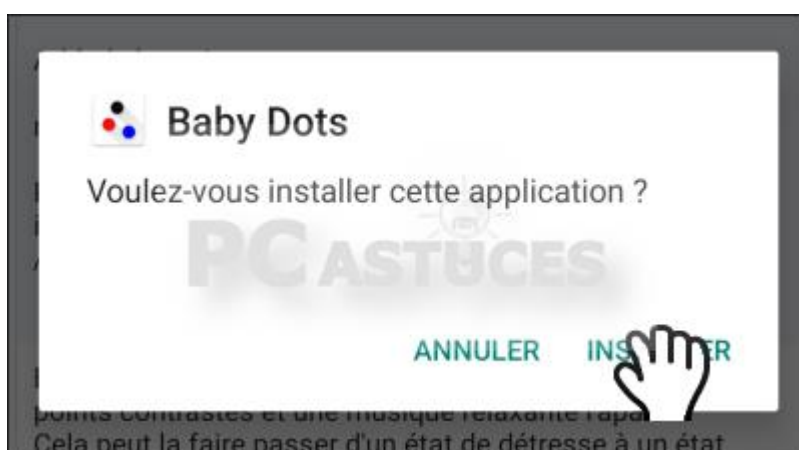 Baby Dots
Voulez-vous installer cette application ?
PC ASTUCES
ANNULER
points contrastés et une musique relaxante l'apai
Cela peut la faire passer d'un état de détresse à un état